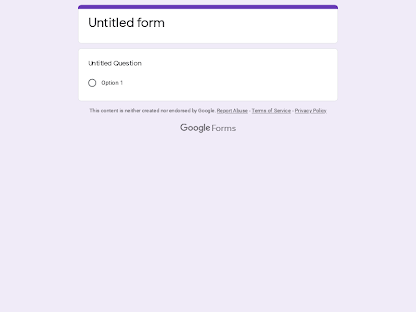 Untitled form
Untitled Question
Option 1
This content is neither created nor endorsed by Google. Report Abuse - Terms of Service - Privacy Policy
Google Forms